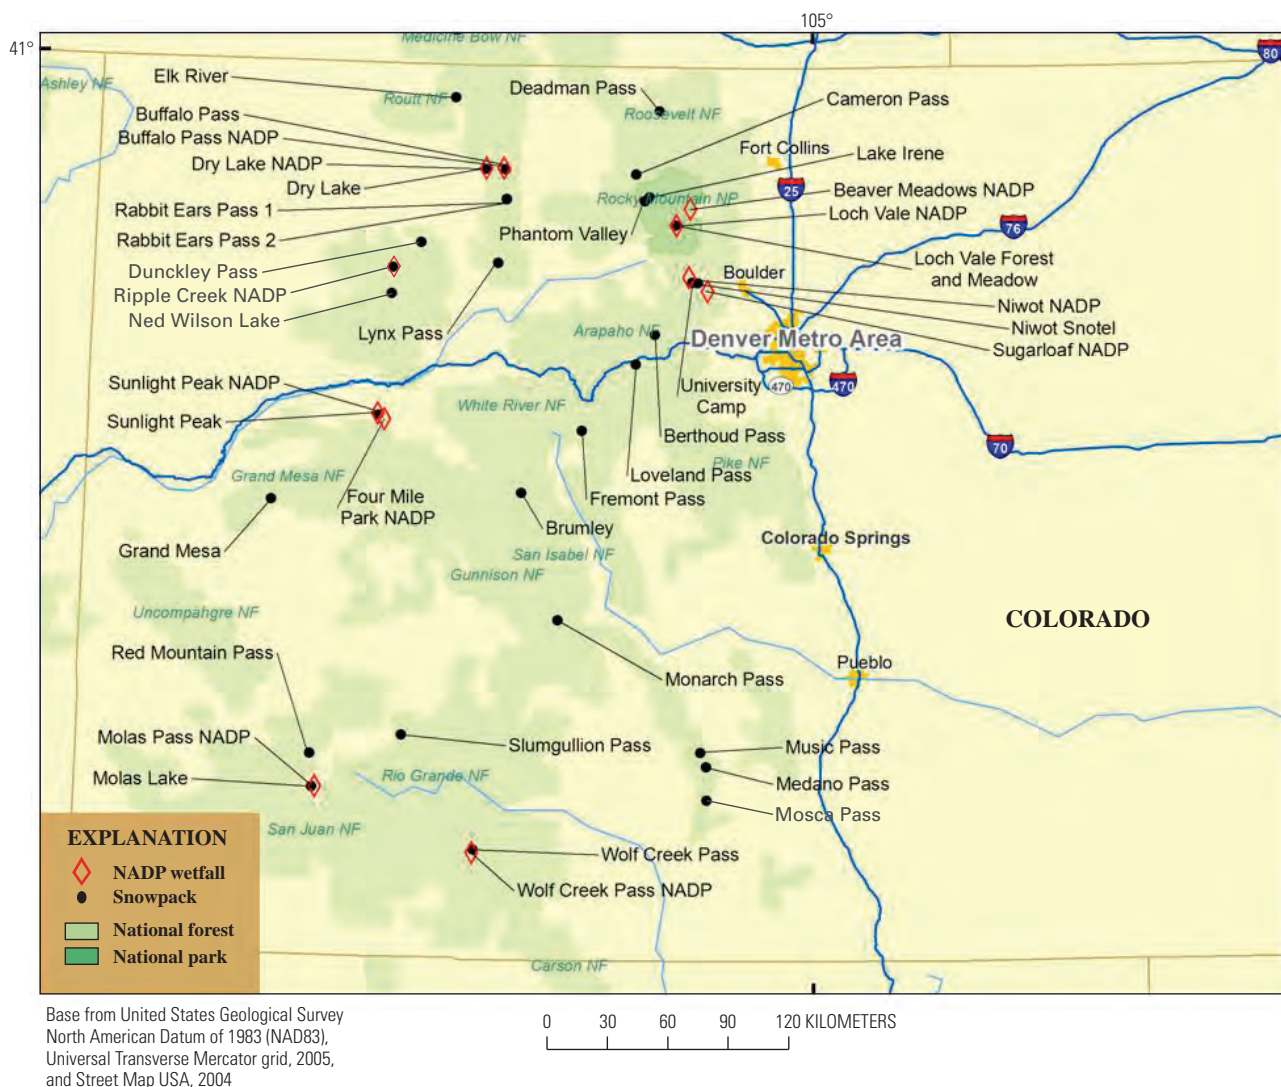 105°
41°
Medicine Bow NF
80
Ashley NF
Elk River
Routt NF
Deadman Pass
Roosevelt NF
Cameron Pass
Buffalo Pass
Buffalo Pass NADP
Dry Lake NADP
Dry Lake
Fort Collins
Lake Irene
25
Beaver Meadows NADP
Rocky Mountain NP
Loch Vale NADP
Rabbit Ears Pass 1
Rabbit Ears Pass 2
Phantom Valley
76
Loch Vale Forest
and Meadow
Dunckley Pass
Ripple Creek NADP
Ned Wilson Lake
Boulder
Niwot NADP
Niwot Snotel
Sugarloaf NADP
Lynx Pass
Arapaho NF
Denver Metro Area
Sunlight Peak NADP
Sunlight Peak
White River NF
University
Camp
470
470
Berthoud Pass
70
Pike NF
Loveland Pass
Fremont Pass
Grand Mesa NF
Four Mile
Park NADP
Brumley
Grand Mesa
San Isabel NF
Gunnison NF
Colorado Springs
Uncompahgre NF
COLORADO
Red Mountain Pass
Monarch Pass
Pueblo
Molas Pass NADP
Molas Lake
Slumgullion Pass
Music Pass
Rio Grande NF
Medano Pass
Mosca Pass
San Juan NF
Wolf Creek Pass
Wolf Creek Pass NADP
Carson NF
EXPLANATION
NADP wetfall
Snowpack
National forest
National park
Base from United States Geological Survey
North American Datum of 1983 (NAD83),
Universal Transverse Mercator grid, 2005,
and Street Map USA, 2004
0 30 60 90 120 KILOMETERS